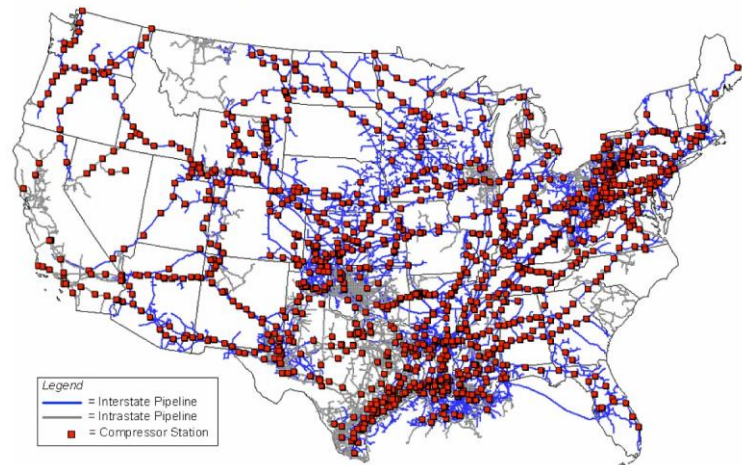 Legend
= Interstate Pipeline
= Intrastate Pipeline
= Compressor Station